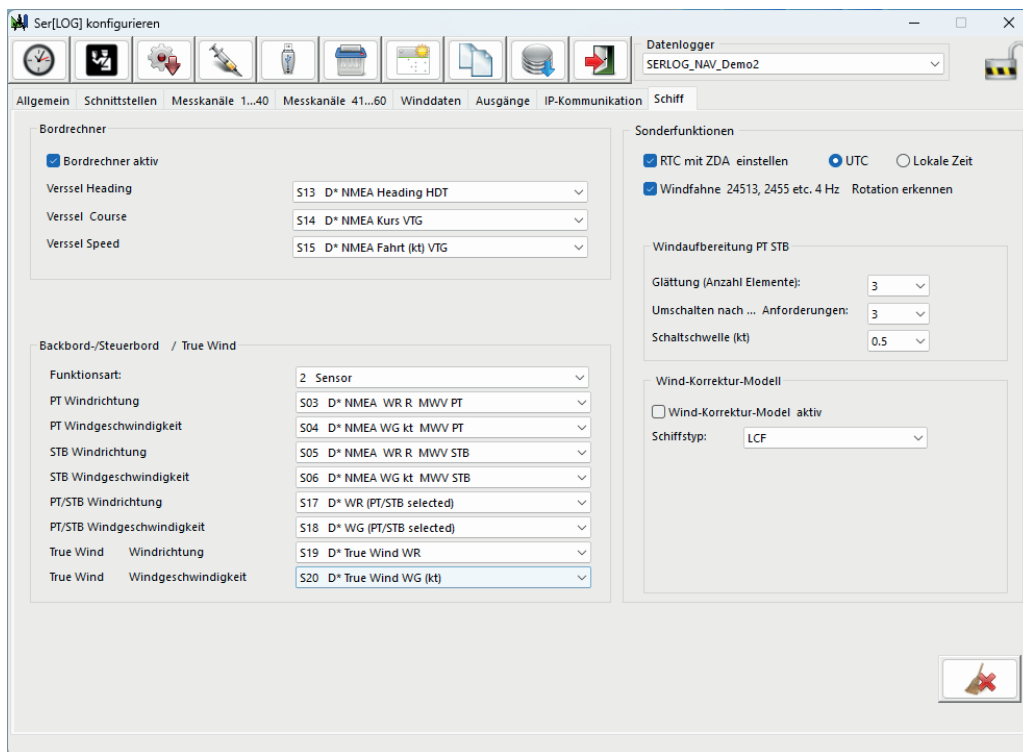 Ser[LOG] konfigurieren
Datenlogger
SERLOG_NAV_Demo2
Allgemein Schnittstellen Messkanäle 1...40 Messkanäle 41...60 Winddaten Ausgänge IP-Kommunikation Schiff
Bordrechner
Bordrechner aktiv
Verssel Heading S13 D* NMEA Heading HDT
Verssel Course S14 D* NMEA Kurs VTG
Verssel Speed S15 D* NMEA Fahrt (kt) VTG
Backbord-/Steuerbord / True Wind
Funktionsart: 2 Sensor
PT Windrichtung S03 D* NMEA WR R MWV PT
PT Windgeschwindigkeit S04 D* NMEA WG kt MWV PT
STB Windrichtung S05 D* NMEA WR R MWV STB
STB Windgeschwindigkeit S06 D* NMEA WG kt MWV STB
PT/STB Windrichtung S17 D* WR (PT/STB selected)
PT/STB Windgeschwindigkeit S18 D* WG (PT/STB selected)
True Wind Windrichtung S19 D* True Wind WR
True Wind Windgeschwindigkeit S20 D* True Wind WG (kt)
Sonderfunktionen
RTC mit ZDA einstellen UTC Lokale Zeit
Windfahne 24513, 2455 etc. 4 Hz Rotation erkennen
Windaufbereitung PT STB
Glättung (Anzahl Elemente): 3
Umschalten nach ... Anforderungen: 3
Schaltschwelle (kt) 0.5
Wind-Korrektur-Modell
Wind-Korrektur-Model aktiv
Schiffstyp: LCF